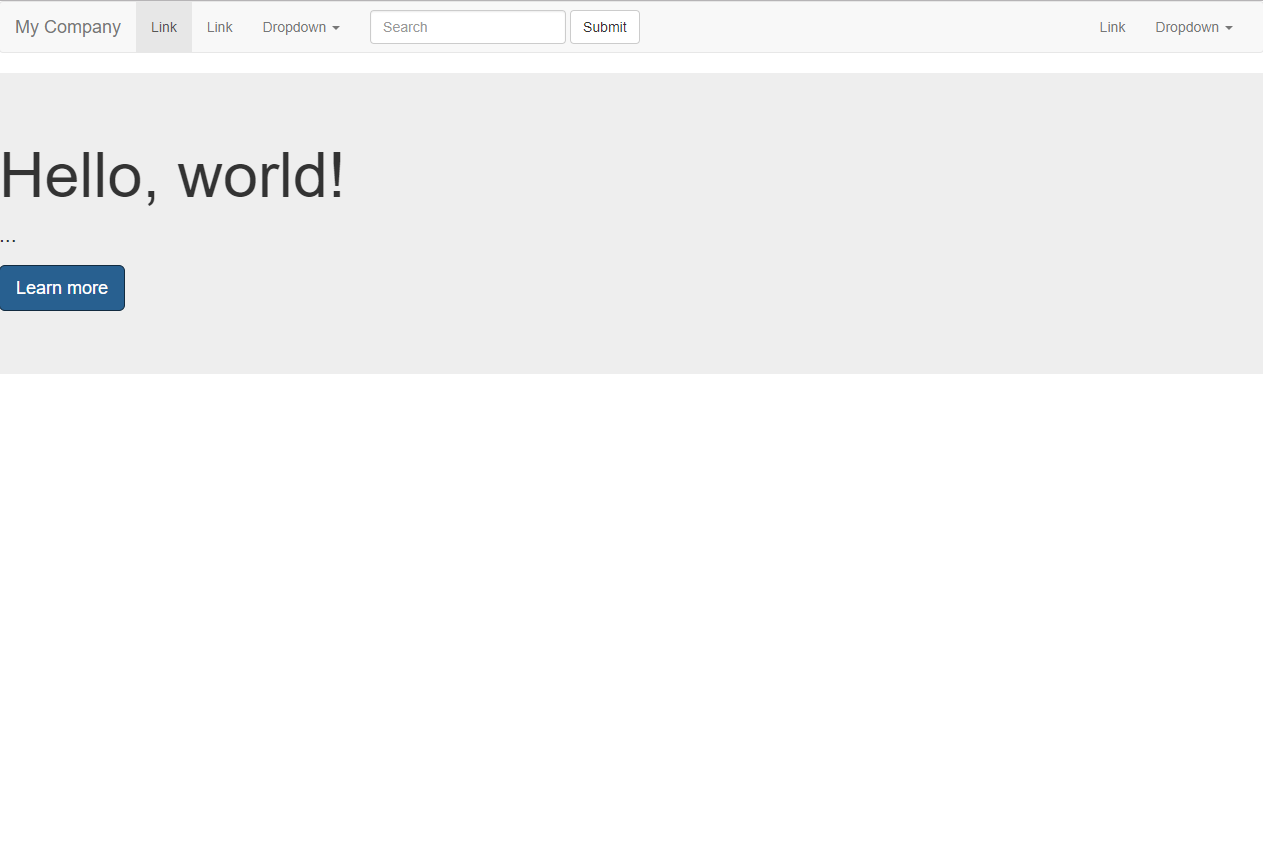 My Company Link Link Dropdown Search Submit Link Dropdown
Hello, world!
...
Learn more